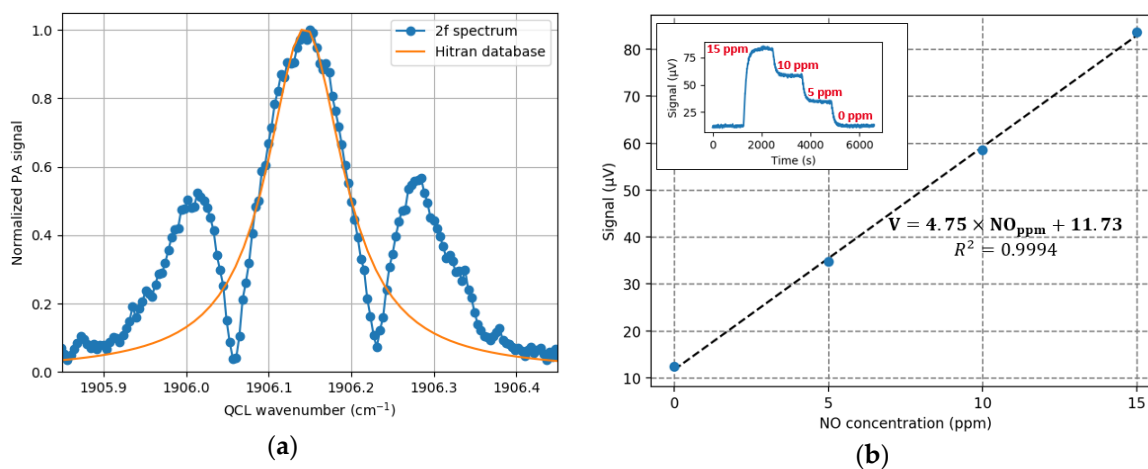 1.0
0.8
0.6
0.4
0.2
0.0
Normalized PA signal
2f spectrum
Hitran database
1905.9
1906.0
1906.1
1906.2
1906.3
1906.4
QCL wavenumber (cm⁻¹)
(a)
80
70
60
50
40
30
20
10
Signal (µV)
75
50
25
Signal (µV)
15 ppm
10 ppm
5 ppm
0 ppm
0
2000
4000
6000
Time (s)
V = 4.75 × NOₚₚₘ + 11.73
R² = 0.9994
0
5
10
15
NO concentration (ppm)
(b)